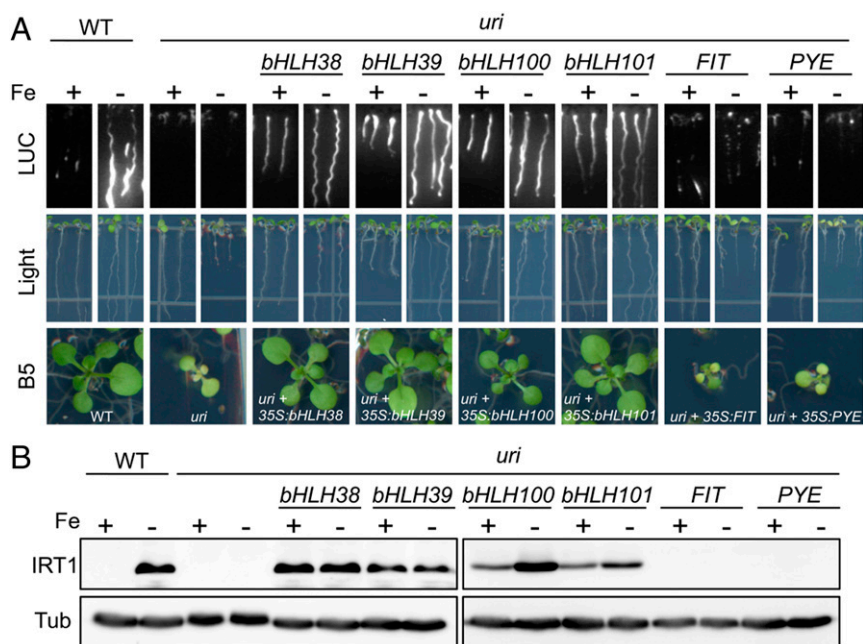 A
WT uri
bHLH38 bHLH39 bHLH100 bHLH101 FIT PYE
Fe + - + - + - + - + - + - + - + -
LUC
Light
B5
WT
uri
uri + 35S:bHLH38
uri + 35S:bHLH39
uri + 35S:bHLH100
uri + 35S:bHLH101
uri + 35S:FIT
uri + 35S:PYE
B
WT uri
bHLH38 bHLH39 bHLH100 bHLH101 FIT PYE
Fe + - + - + - + - + - + - + - + -
IRT1
Tub